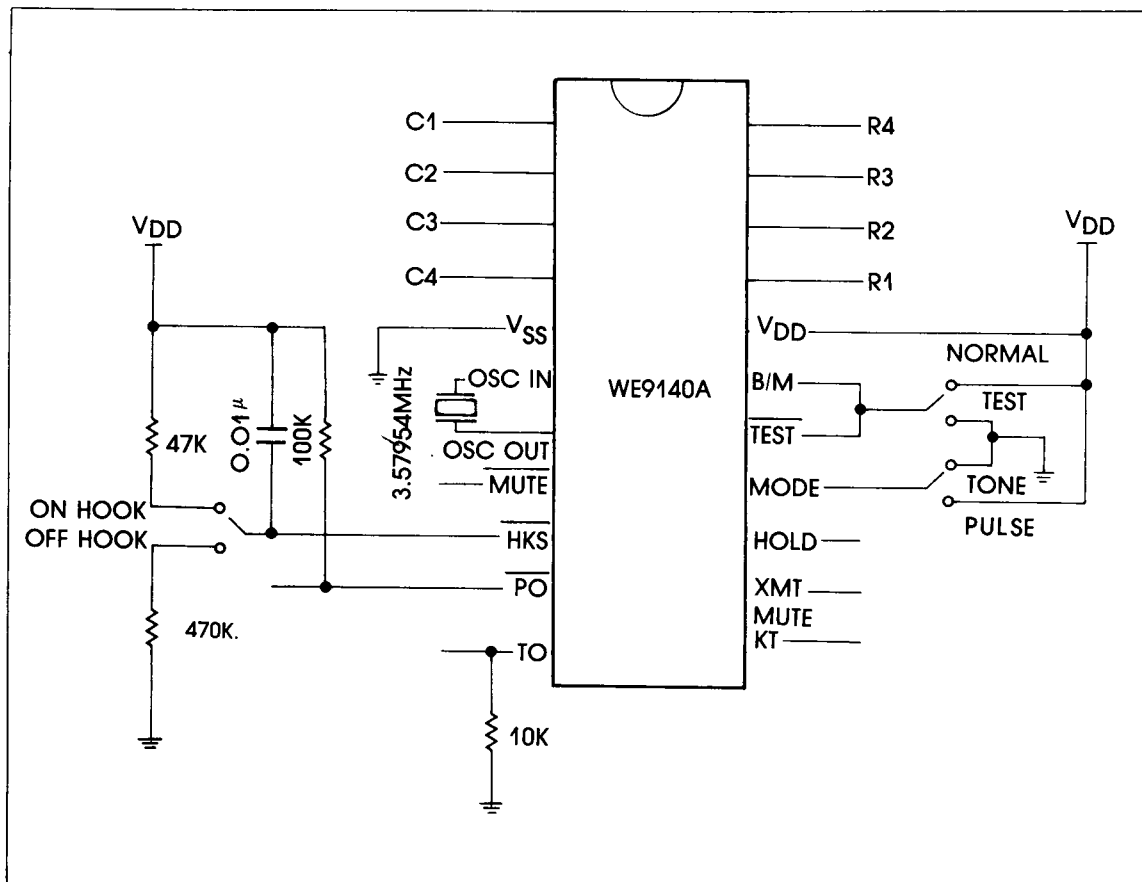 C1
C2
C3
C4
VSS
OSC IN
3.57954MHz
OSC OUT
MUTE
HKS
PO
TO
10K
VDD
47K
0.01µ
100K
ON HOOK
OFF HOOK
470K.
WE9140A
R4
R3
R2
R1
VDD
B/M
TEST
MODE
HOLD
XMT
MUTE
KT
VDD
NORMAL
TEST
TONE
PULSE